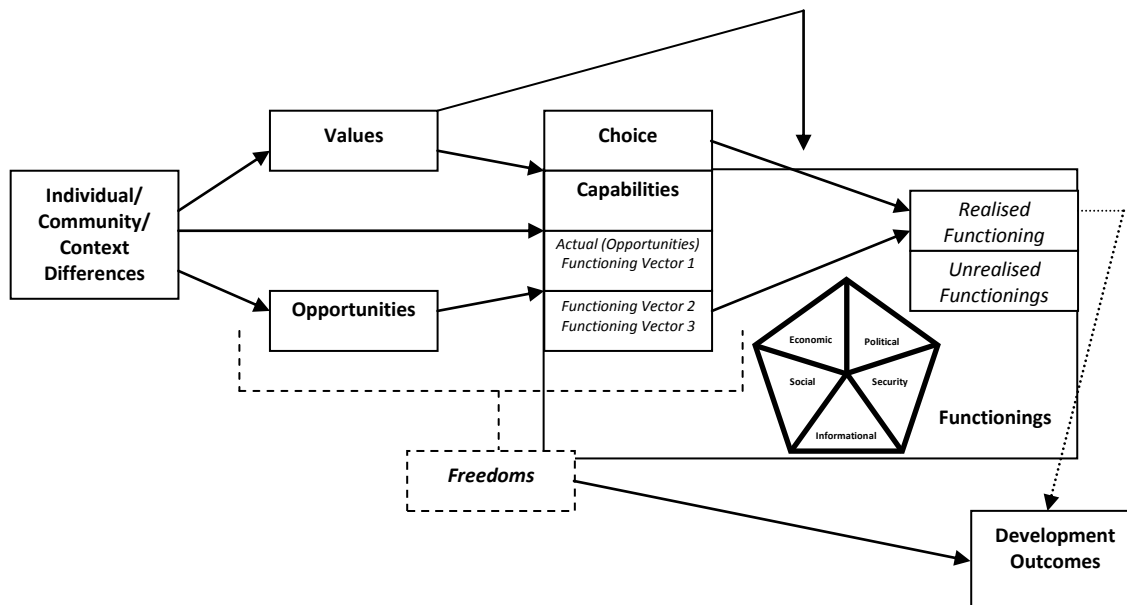 Values
Choice
Individual/
Community/
Context
Differences
Capabilities
Actual (Opportunities)
Functioning Vector 1
Opportunities
Functioning Vector 2
Functioning Vector 3
Realised
Functioning
Unrealised
Functionings
Economic
Political
Social
Security
Informational
Functionings
Freedoms
Development
Outcomes